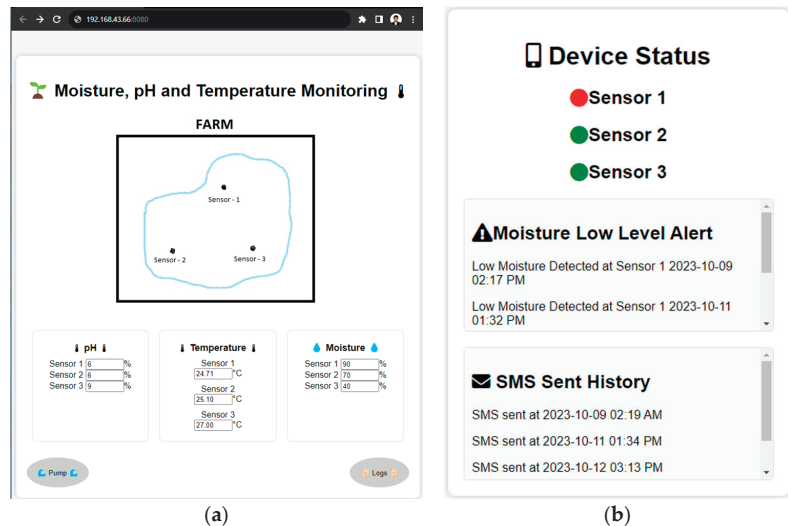 192.168.43.66:8080
Moisture, pH and Temperature Monitoring
FARM
Sensor - 1
Sensor - 2
Sensor - 3
pH
Sensor 1 6 %
Sensor 2 6 %
Sensor 3 9 %
Temperature
Sensor 1
24.71 °C
Sensor 2
25.10 °C
Sensor 3
27.00 °C
Moisture
Sensor 1 90 %
Sensor 2 70 %
Sensor 3 40 %
Pump
Logs
(a)
Device Status
Sensor 1
Sensor 2
Sensor 3
Moisture Low Level Alert
Low Moisture Detected at Sensor 1 2023-10-09
02:17 PM
Low Moisture Detected at Sensor 1 2023-10-11
01:32 PM
SMS Sent History
SMS sent at 2023-10-09 02:19 AM
SMS sent at 2023-10-11 01:34 PM
SMS sent at 2023-10-12 03:13 PM
(b)